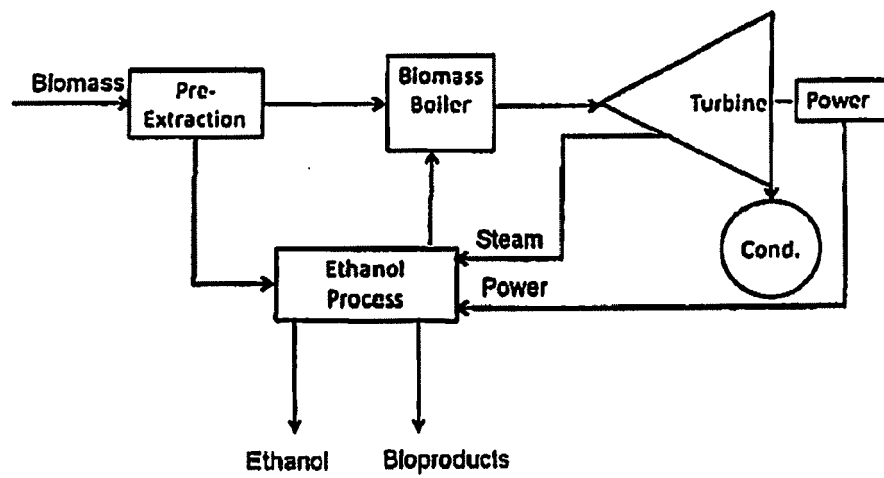 Biomass
Pre-
Extraction
Biomass
Boiler
Turbine
Power
Steam
Cond.
Ethanol
Process
Power
Ethanol
Bioproducts